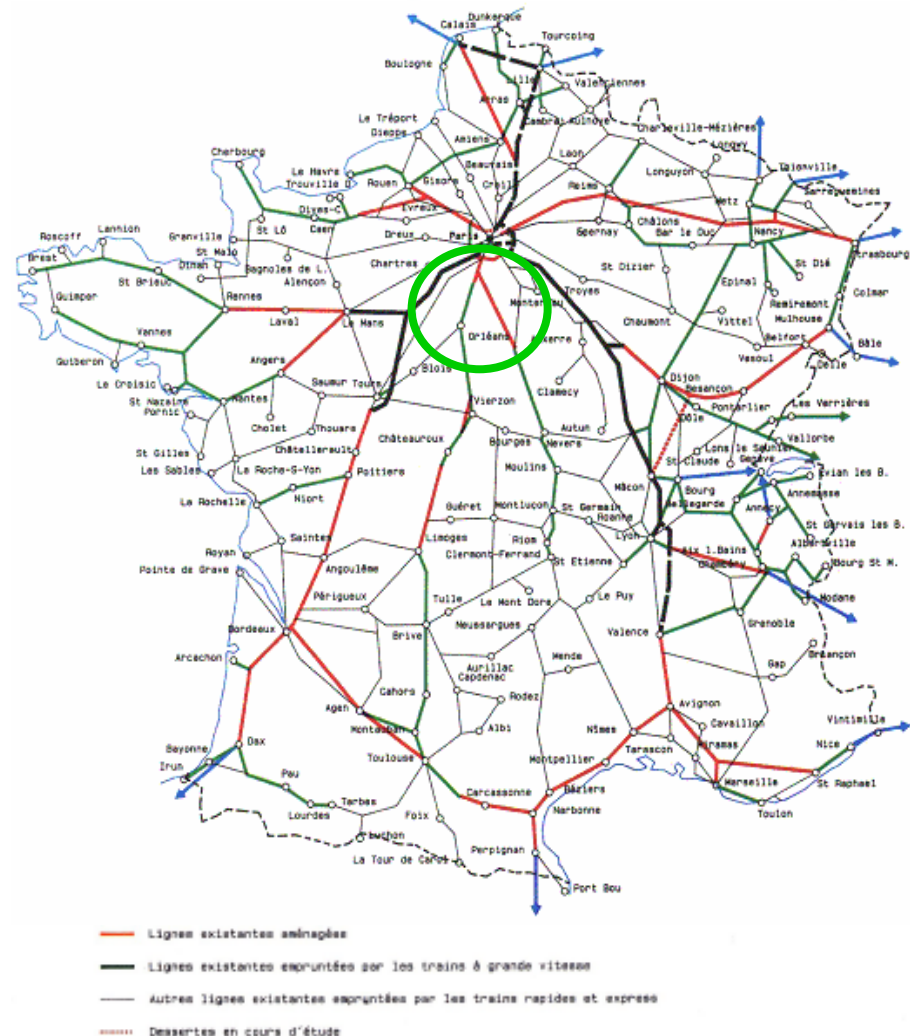 Dunkerque
Calais
Tourcoing
Boulogne
Lille
Valenciennes
Arras
Le Tréport
Cambrai
Aulnoye
Dieppe
Charleville-Mézières
Amiens
Longwy
Cherbourg
Beauvais
Laon
Le Havre
Longuyon
Thionville
Trouville D
Rouen
Gisors
Creil
Reims
Sarreguemines
Dives-C
Evreux
Metz
St Lô
Caen
Châlons
Roscoff
Lannion
Granville
Dreux
Paris
Epernay
Bar le Duc
Nancy
Brest
St Malo
Strasbourg
Dinan
Bagnoles de L.
Chartres
St Dizier
St Dié
St Brieuc
Alençon
Troyes
Epinal
Guimper
Rennes
Montereau
Remiremont
Colmar
Laval
Le Mans
Chaumont
Vittel
Mulhouse
Vannes
Orléans
Auxerre
Belfort
Bâle
Guiberon
Angers
Vesoul
Delle
Blois
Dijon
Le Croisic
Saumur
Tours
Clamecy
Besançon
St Nazaire
Nantes
Vierzon
Pontarlier
Les Verrières
Pornic
Cholet
Thouars
Autun
Dôle
Châteauroux
Bourges
Nevers
Vallorbe
St Gilles
Châtellerault
Lons le Saunier
Les Sables
La Roche-S-Yon
Poitiers
Moulins
St Claude
Genève
Evian les B.
Mâcon
Bourg
Annemasse
La Rochelle
Niort
Bellegarde
Guéret
Montluçon
St Germain
Annecy
Roanne
St Gervais les B.
Saintes
Riom
Lyon
Albertville
Royan
Limoges
Clermont-Ferrand
Aix l.Bains
Pointe de Grave
Angoulême
St Etienne
Chambéry
Bourg St M.
Périgueux
Tulle
Le Mont Dore
Le Puy
Modane
Bordeaux
Brive
Neussargues
Valence
Grenoble
Briançon
Arcachon
Aurillac
Mende
Gap
Capdenac
Cahors
Rodez
Agen
Avignon
Montauban
Albi
Nîmes
Cavaillon
Vintimille
Bayonne
Dax
Tarascon
Miramas
Nice
Irun
Toulouse
Montpellier
Pau
Marseille
St Raphael
Carcassonne
Béziers
Lourdes
Tarbes
Foix
Narbonne
Toulon
La Tour de Carol
Perpignan
Port Bou
Lignes existantes aménagées
Lignes existantes empruntées par les trains à grande vitesse
Autres lignes existantes empruntées par les trains rapides et express
Dessertes en cours d'étude